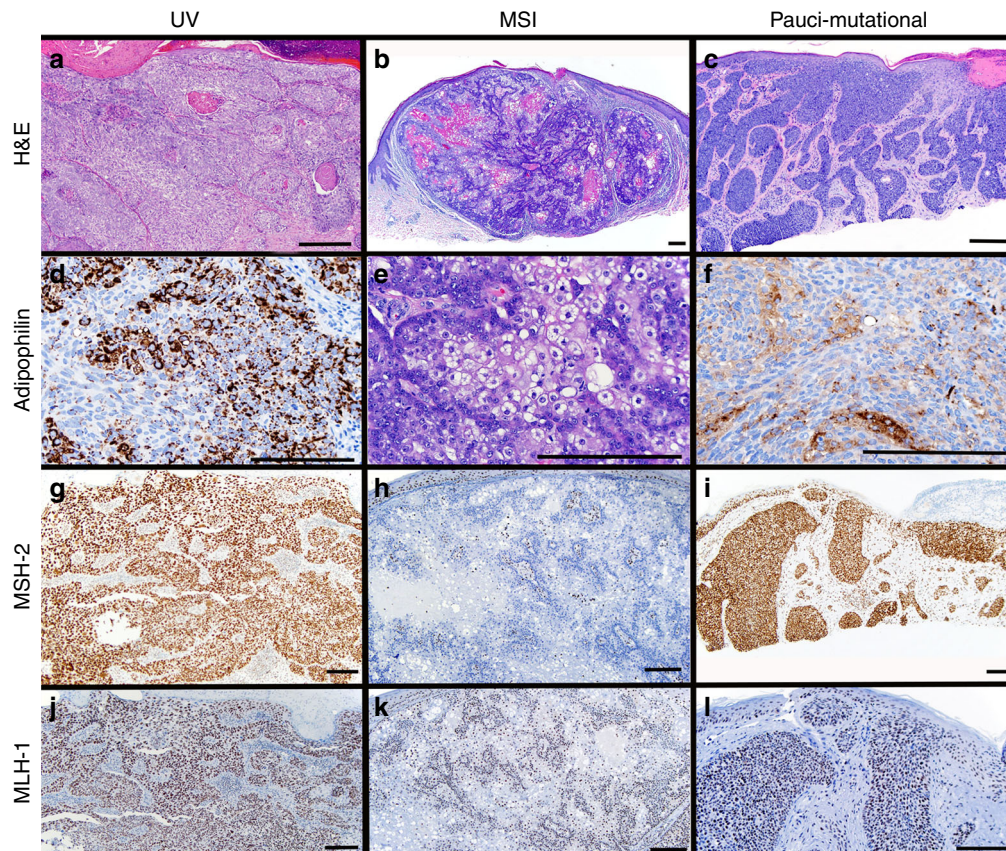 UV MSI Pauci-mutational
H&E
a b c
Adipophilin
d e f
MSH-2
g h i
MLH-1
j k l